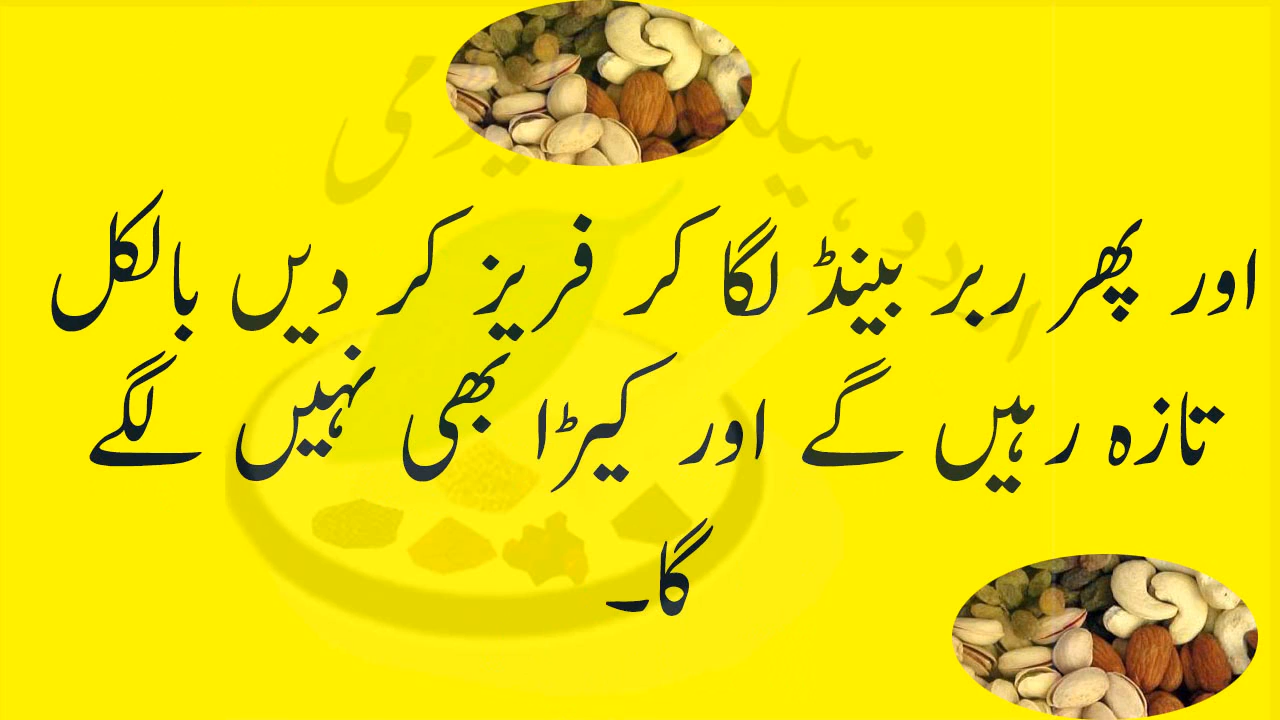 اور پھر ربر بینڈ لگا کر فریز کر دیں بالکل
تازہ رہیں گے اور کیڑا بھی نہیں لگے
گا۔